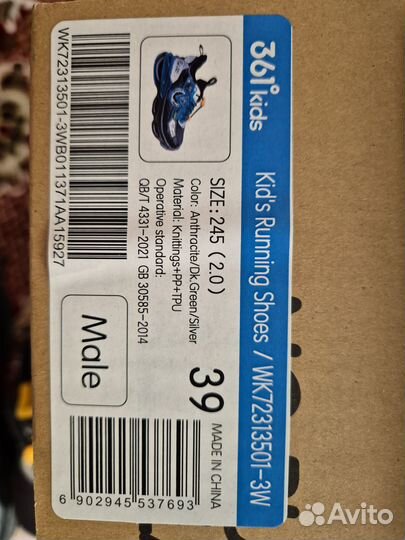 361° kids
Kid's Running Shoes / WK72313501-3W
SIZE: 245 (2.0)
39
Color: Anthracite/Dk.Green/Silver
Material: Knittings+PP+TPU
Operative standard:
QB/T 4331-2021 GB 30585-2014
MADE IN CHINA
WK72313501-3WB011371AA15927
Male
6 902945 537693
Avito